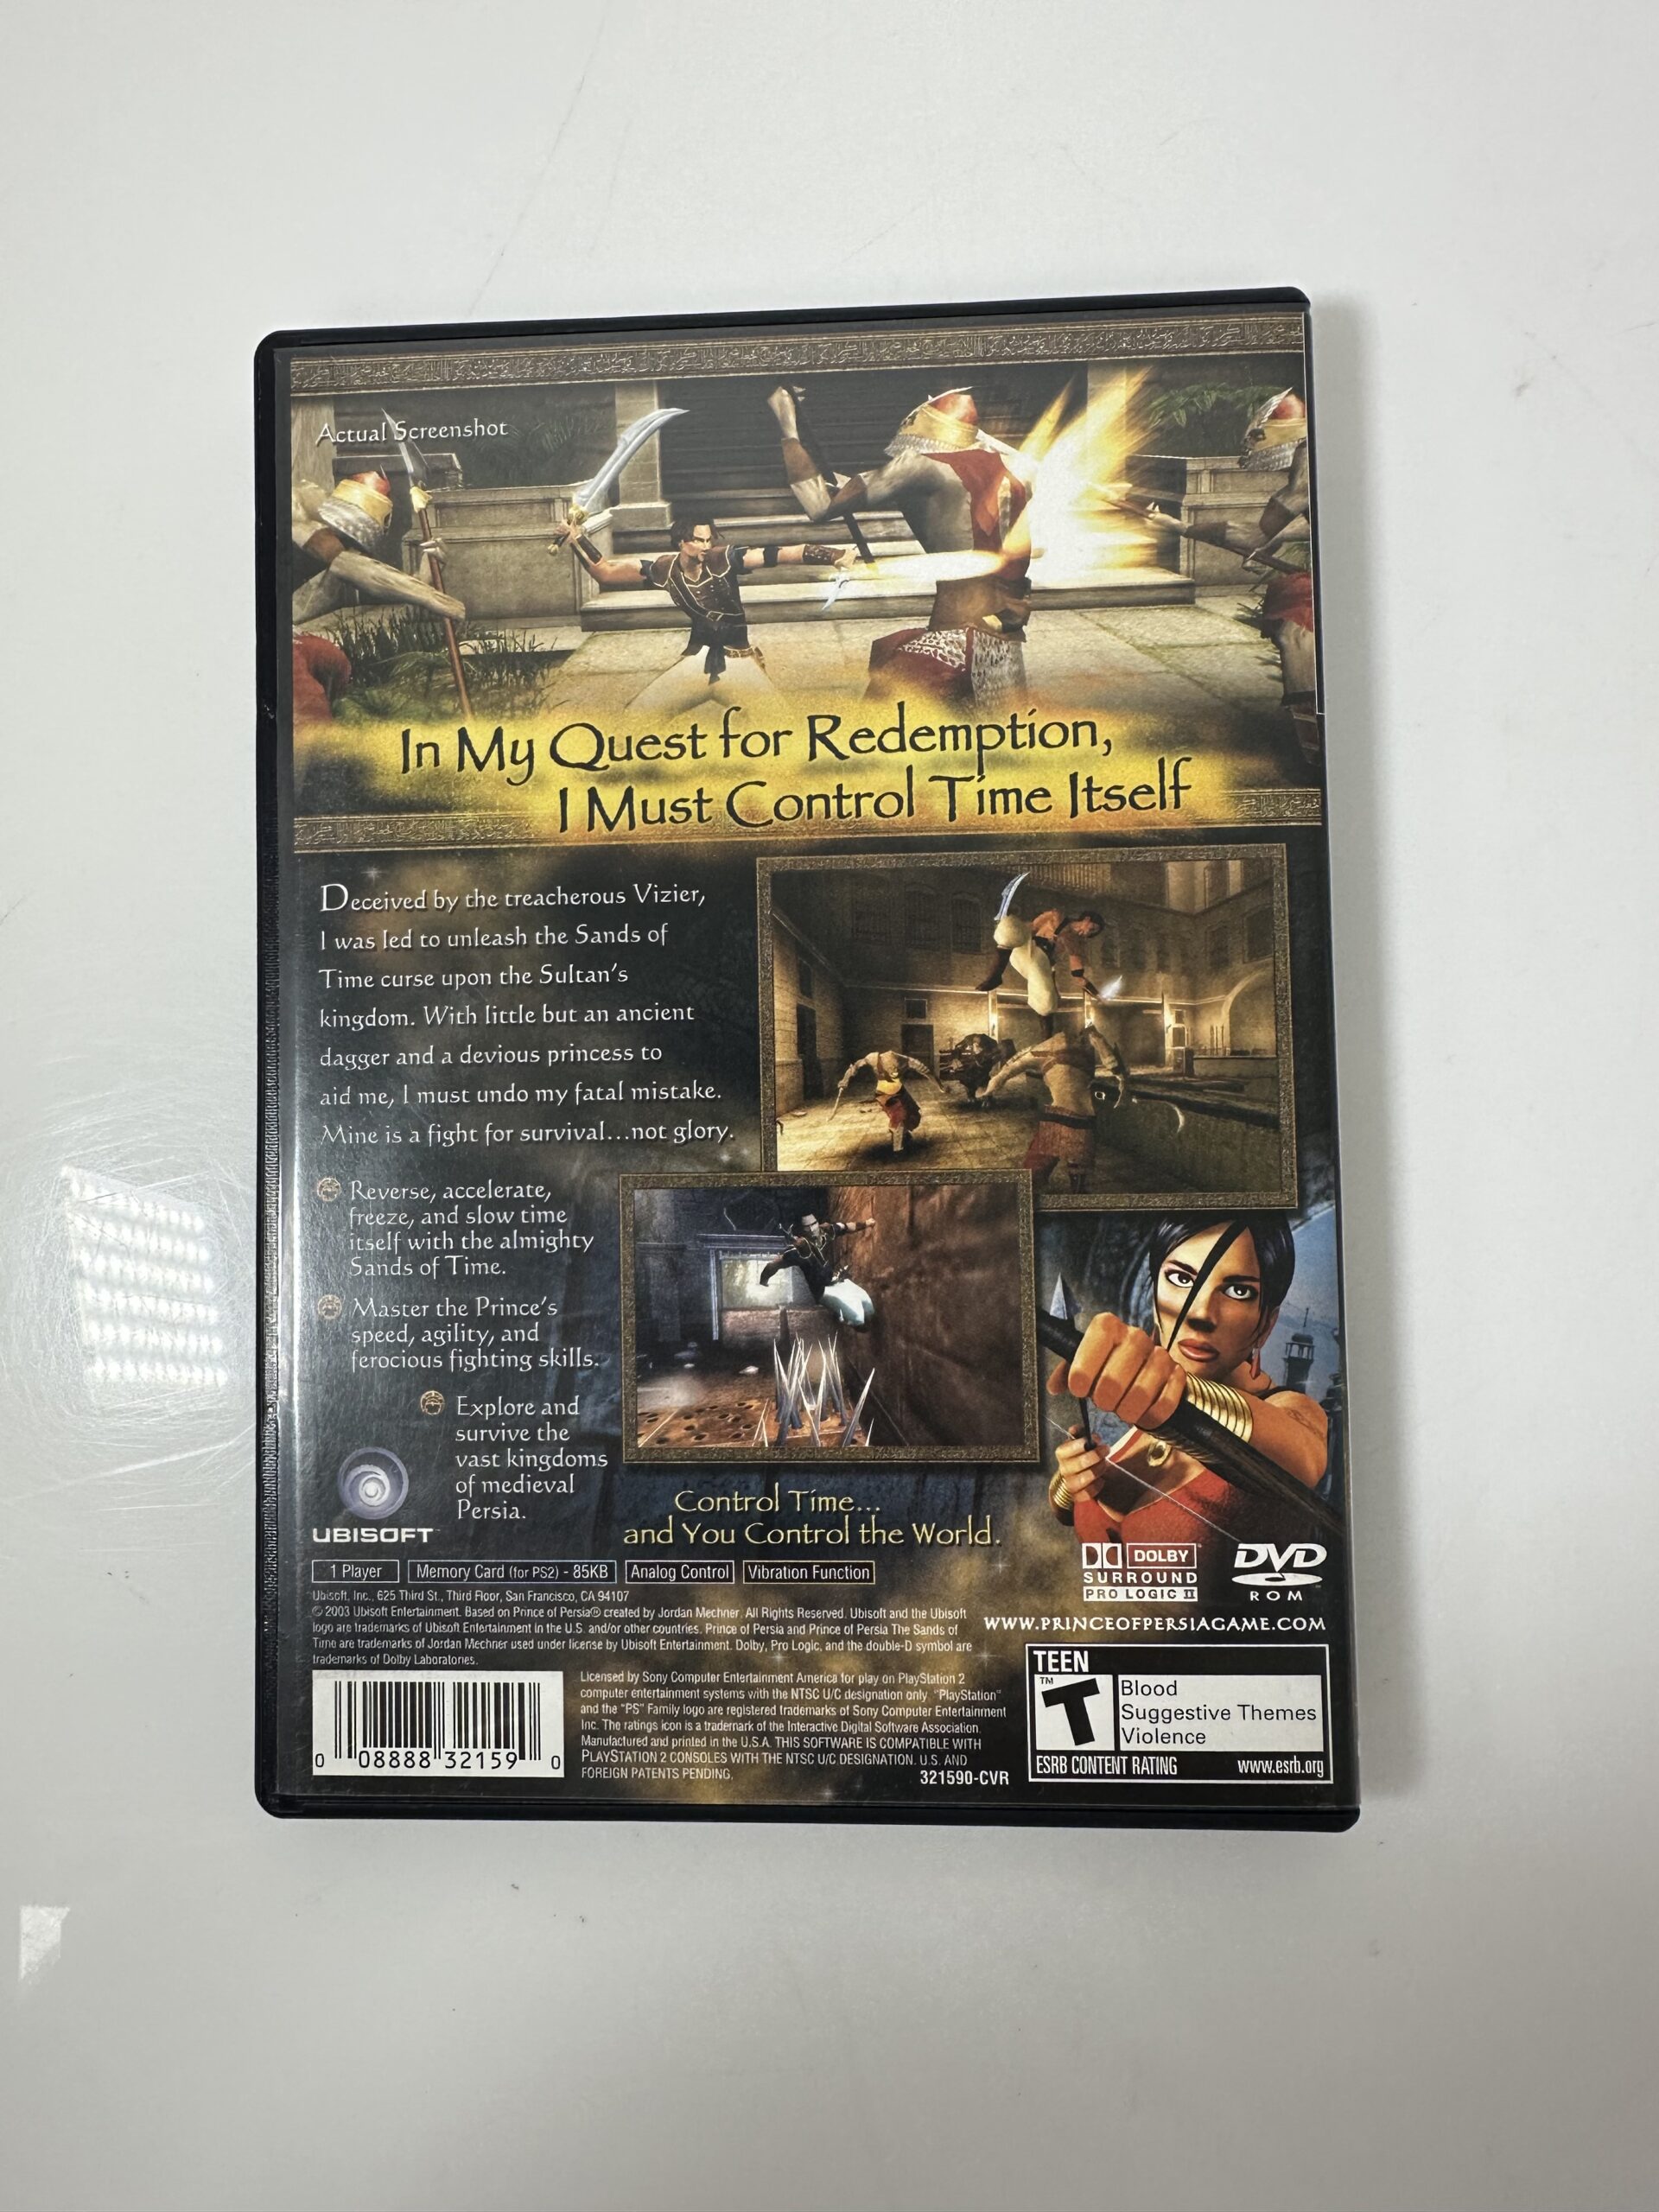 Actual Screenshot
In My Quest for Redemption,
I Must Control Time Itself
Deceived by the treacherous Vizier,
I was led to unleash the Sands of
Time curse upon the Sultan's
kingdom. With little but an ancient
dagger and a devious princess to
aid me, I must undo my fatal mistake.
Mine is a fight for survival...not glory.
Reverse, accelerate,
freeze, and slow time
itself with the almighty
Sands of Time.
Master the Prince's
speed, agility, and
ferocious fighting skills.
Explore and
survive the
vast kingdoms
of medieval
Persia.
UBISOFT
Control Time...
and You Control the World.
1 Player
Memory Card (for PS2) - 85KB
Analog Control
Vibration Function
DOLBY
SURROUND
PRO LOGIC II
DVD
ROM
Ubisoft, Inc., 625 Third St., Third Floor, San Francisco, CA 94107
© 2003 Ubisoft Entertainment. Based on Prince of Persia® created by Jordan Mechner. All Rights Reserved. Ubisoft and the Ubisoft
logo are trademarks of Ubisoft Entertainment in the U.S. and/or other countries. Prince of Persia and Prince of Persia The Sands of
Time are trademarks of Jordan Mechner used under license by Ubisoft Entertainment. Dolby, Pro Logic, and the double-D symbol are
trademarks of Dolby Laboratories.
WWW.PRINCEOFPERSIAGAME.COM
0 08888 32159 0
Licensed by Sony Computer Entertainment America for play on PlayStation 2
computer entertainment systems with the NTSC U/C designation only. "PlayStation"
and the "PS" Family logo are registered trademarks of Sony Computer Entertainment
Inc. The ratings icon is a trademark of the Interactive Digital Software Association.
Manufactured and printed in the U.S.A. THIS SOFTWARE IS COMPATIBLE WITH
PLAYSTATION 2 CONSOLES WITH THE NTSC U/C DESIGNATION. U.S. AND
FOREIGN PATENTS PENDING.
321590-CVR
TEEN
T™
Blood
Suggestive Themes
Violence
ESRB CONTENT RATING www.esrb.org